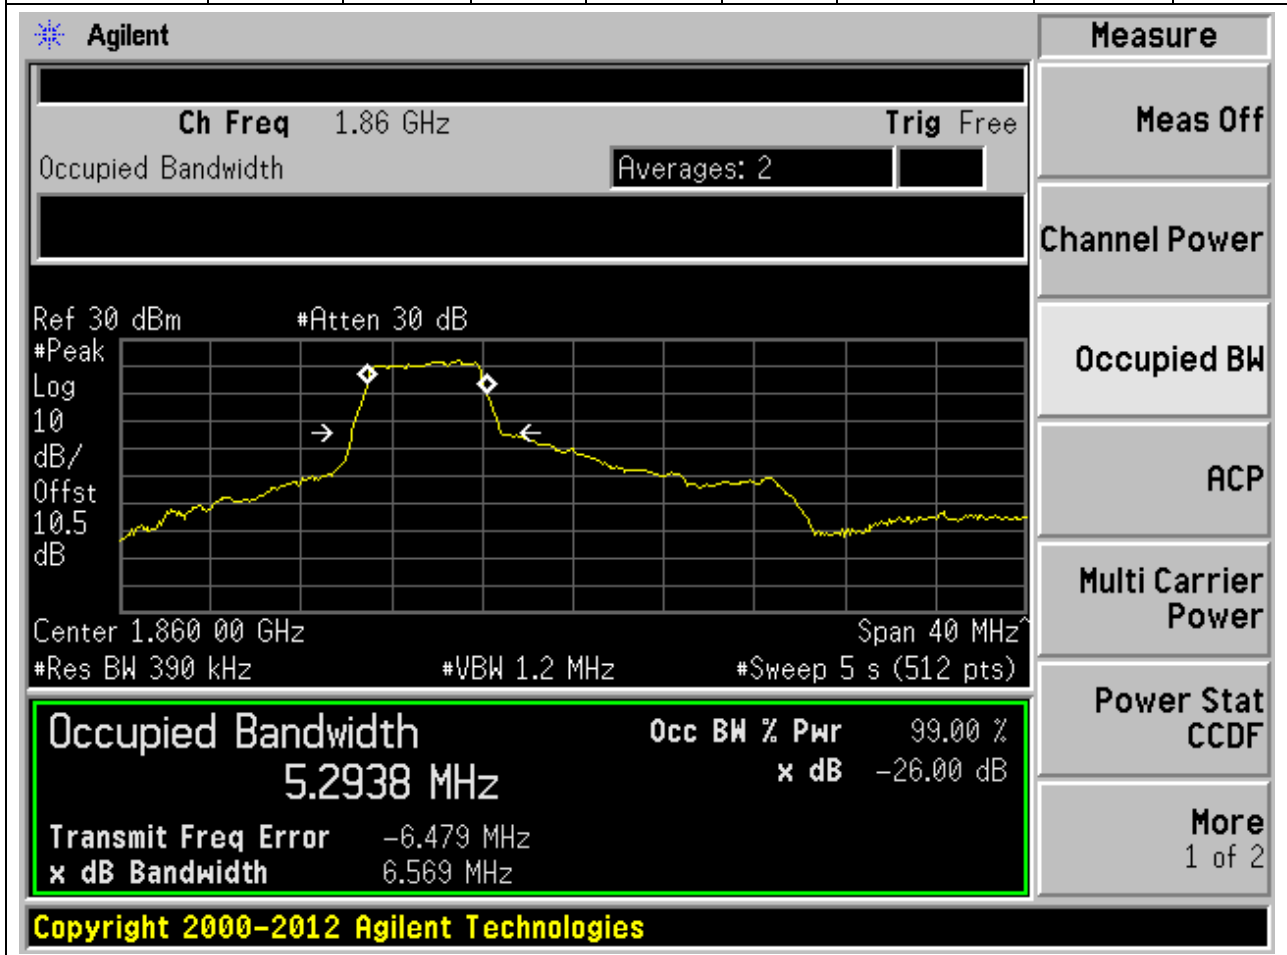 Agilent
Measure
Ch Freq 1.86 GHz Trig Free
Occupied Bandwidth Averages: 2
Meas Off
Channel Power
Occupied BW
ACP
Multi Carrier
Power
Power Stat
CCDF
More
1 of 2
Ref 30 dBm #Atten 30 dB
#Peak
Log
10
dB/
Offst
10.5
dB
Center 1.860 00 GHz Span 40 MHz^
#Res BW 390 kHz #VBW 1.2 MHz #Sweep 5 s (512 pts)
Occupied Bandwidth Occ BW % Pwr 99.00 %
5.2938 MHz x dB -26.00 dB
Transmit Freq Error -6.479 MHz
x dB Bandwidth 6.569 MHz
Copyright 2000-2012 Agilent Technologies